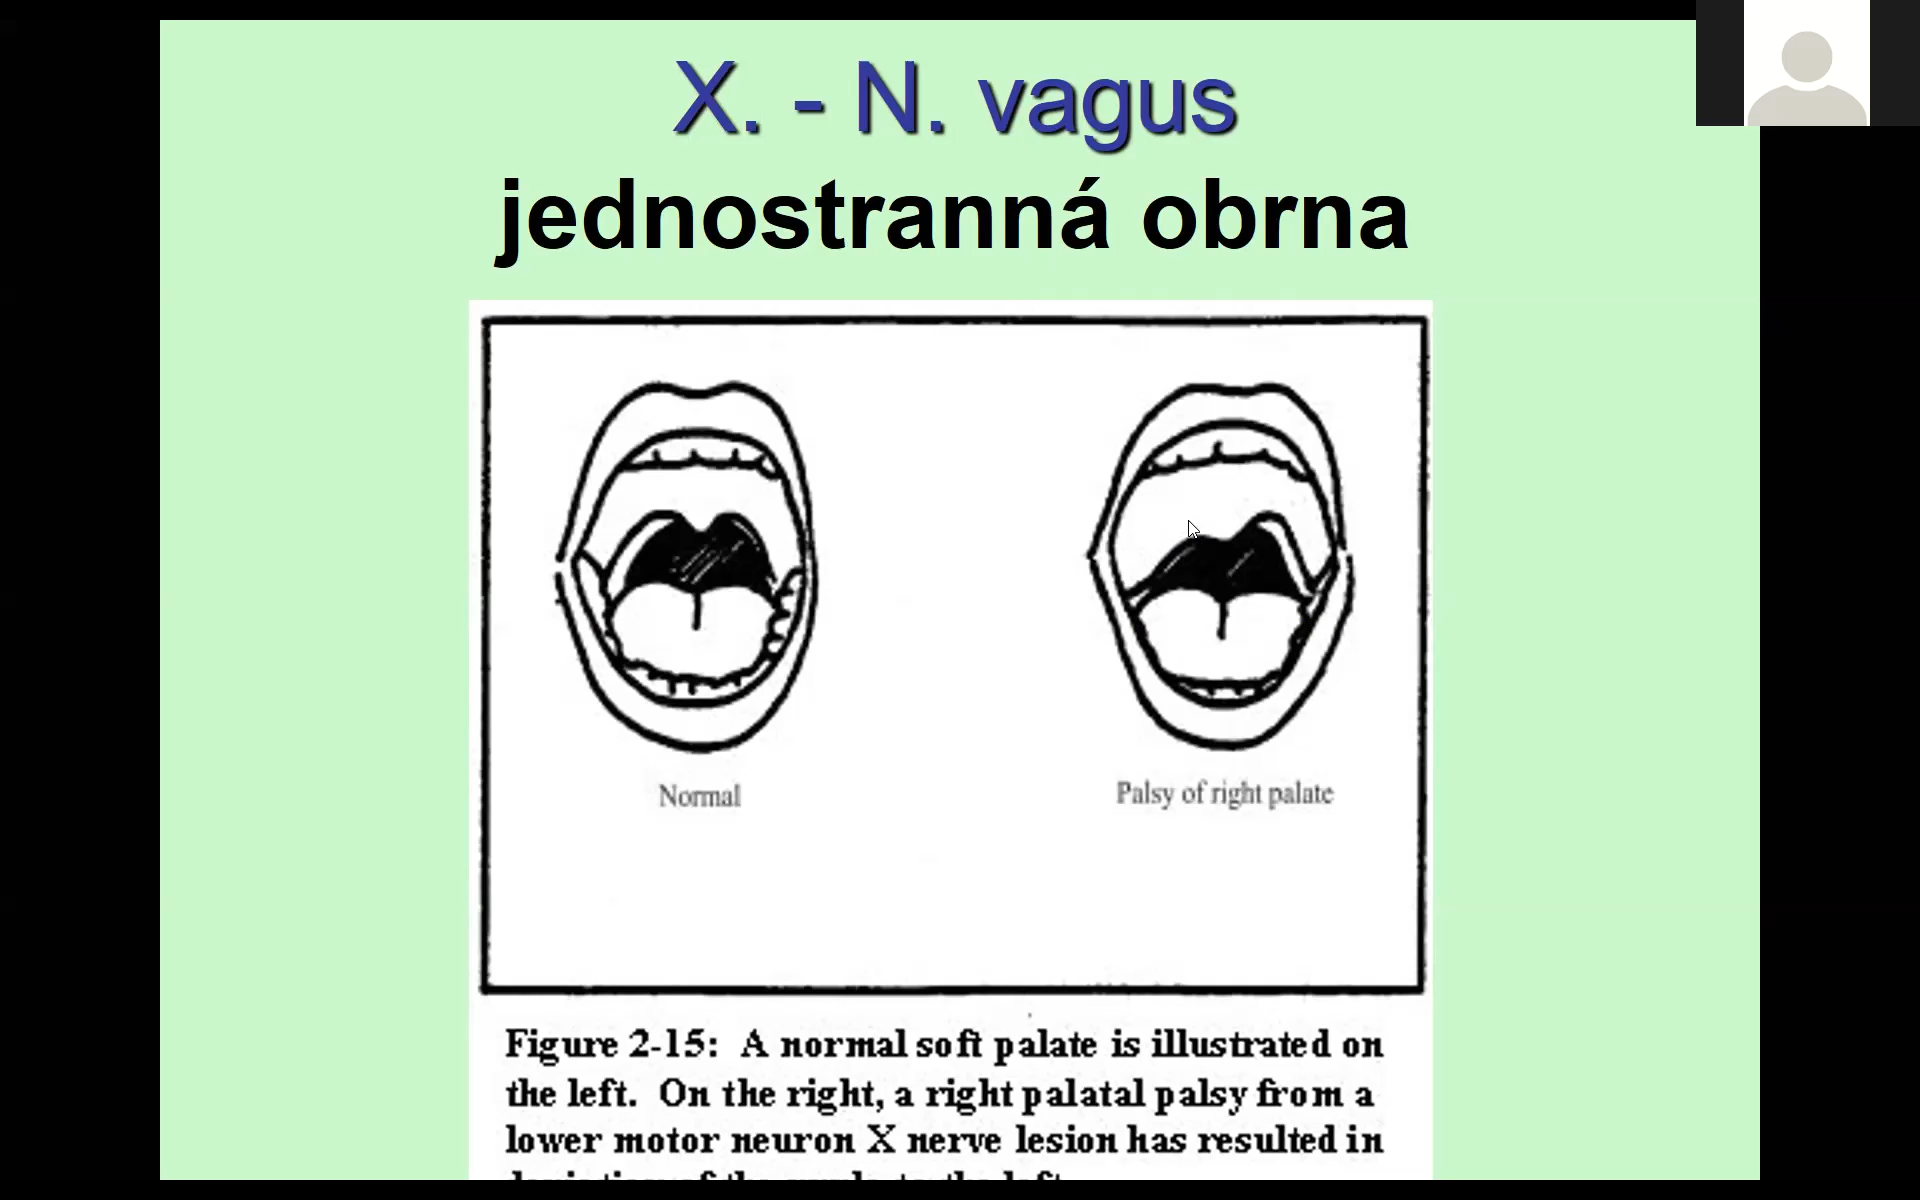 X. - N. vagus
jednostranná obrna
Normal
Palsy of right palate
Figure 2-15: A normal soft palate is illustrated on
the left. On the right, a right palatal palsy from a
lower motor neuron X nerve lesion has resulted in